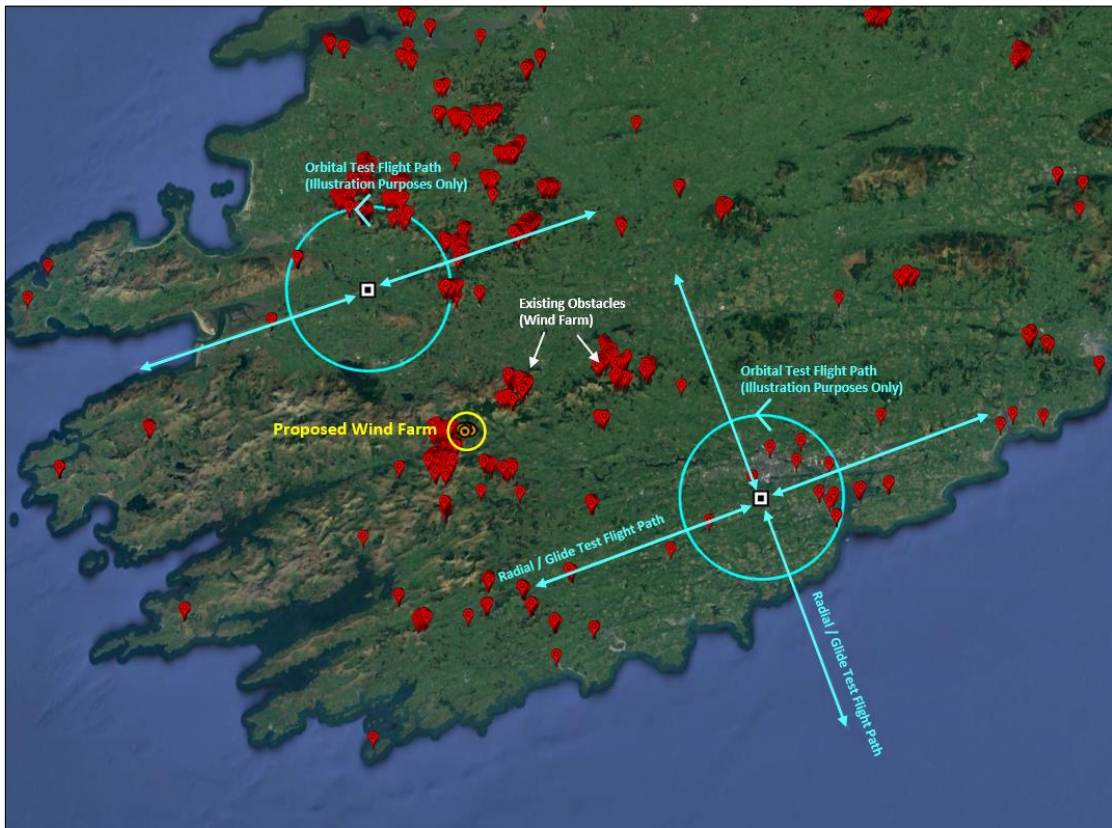 Orbital Test Flight Path
(Illustration Purposes Only)
Existing Obstacles
(Wind Farm)
Orbital Test Flight Path
(Illustration Purposes Only)
Proposed Wind Farm
Radial / Glide Test Flight Path
Radial / Glide Test Flight Path